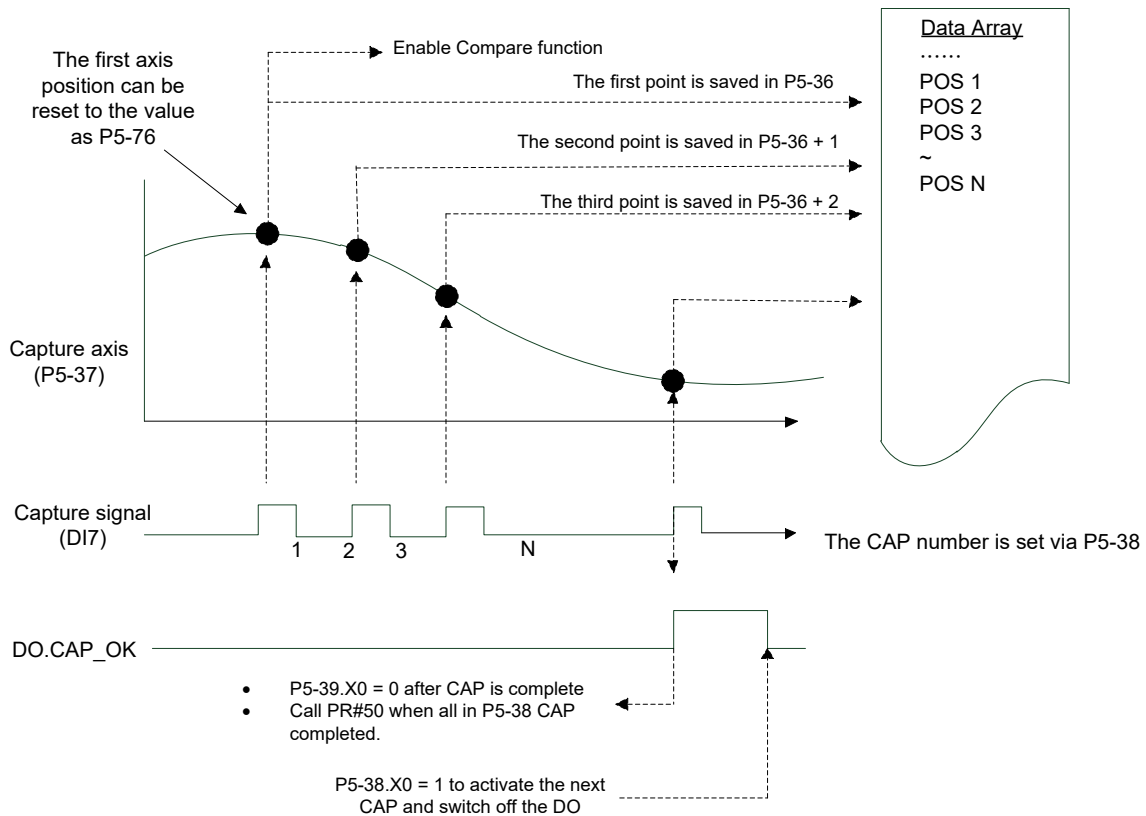 The first axis
position can be
reset to the value
as P5-76
Enable Compare function
The first point is saved in P5-36
The second point is saved in P5-36 + 1
The third point is saved in P5-36 + 2
Data Array
......
POS 1
POS 2
POS 3
~
POS N
Capture axis
(P5-37)
Capture signal
(DI7)
1 2 3 N
The CAP number is set via P5-38
DO.CAP_OK
• P5-39.X0 = 0 after CAP is complete
• Call PR#50 when all in P5-38 CAP
completed.
P5-38.X0 = 1 to activate the next
CAP and switch off the DO